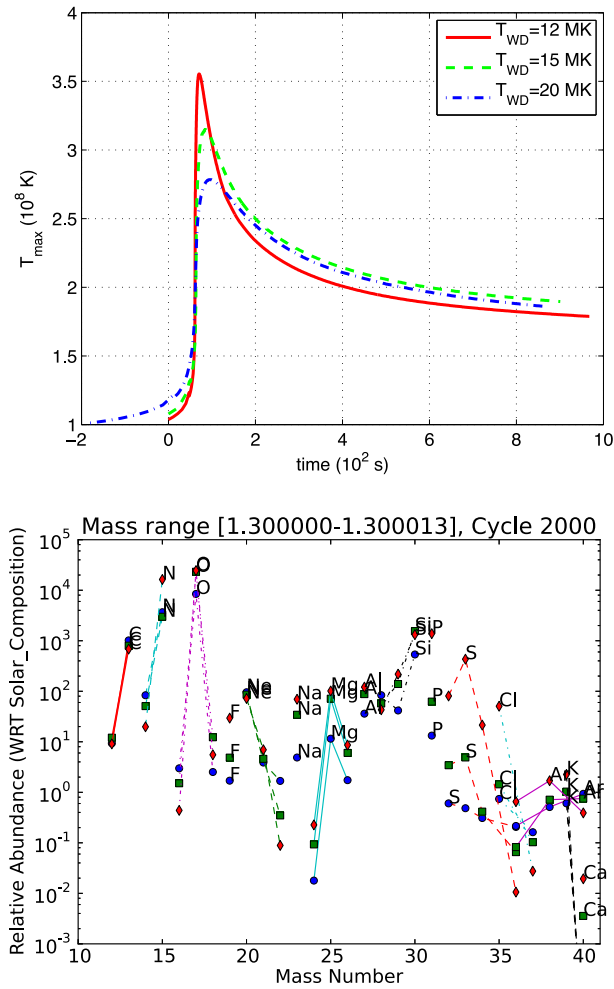 4
3.5
3
2.5
2
1.5
1
T_max (10^8 K)
T_WD=12 MK
T_WD=15 MK
T_WD=20 MK
−2 0 2 4 6 8 10
time (10^2 s)
Mass range [1.300000-1.300013], Cycle 2000
Relative Abundance (WRT Solar_Composition)
10^5
10^4
10^3
10^2
10^1
10^0
10^-1
10^-2
10^-3
N
O
O
C
Si
P
Si
N
Si
S
Ne
Na
Mg
Al
Mg
Al
Na
P
F
Cl
F
Na
Mg
S
F
S
Cl
Cl
K
K
Ar
Ca
Ca
10 15 20 25 30 35 40
Mass Number